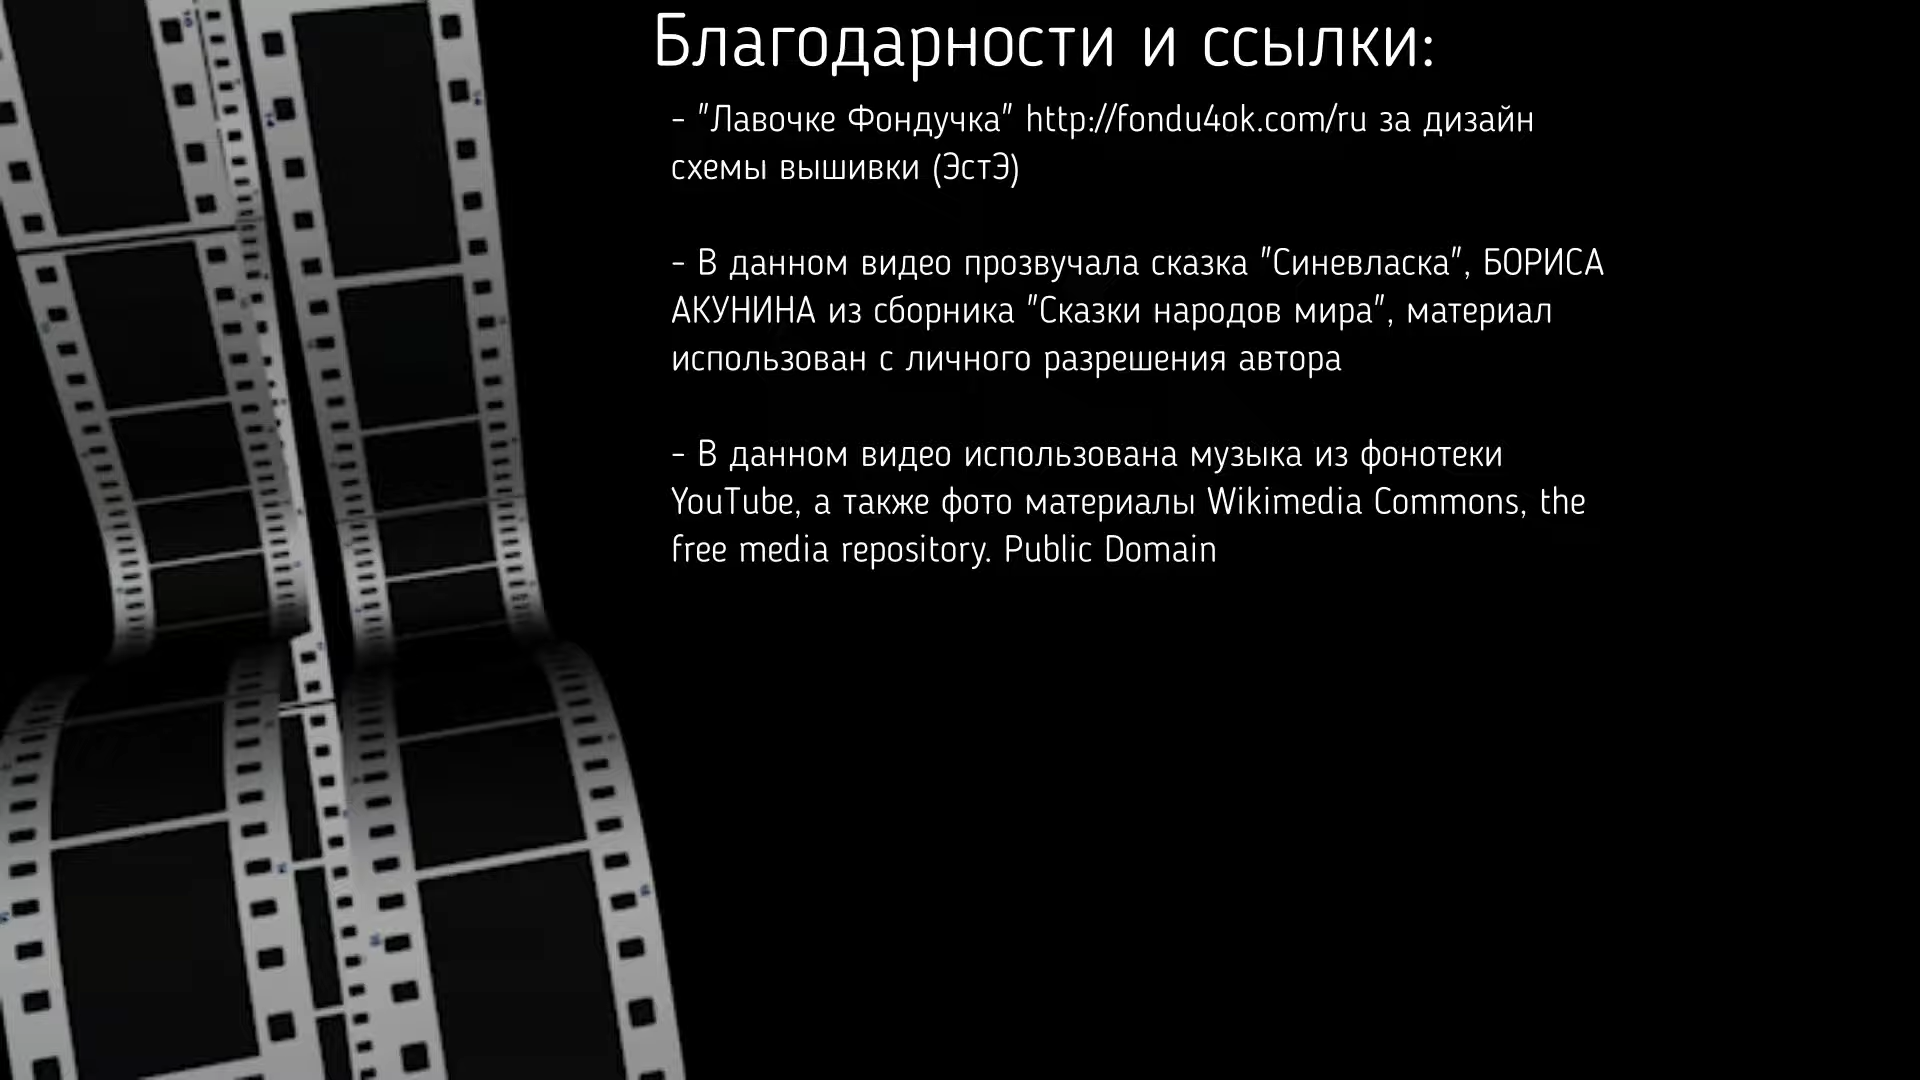 Благодарности и ссылки:
- "Лавочке Фондучка" http://fondu4ok.com/ru за дизайн
схемы вышивки (ЭстЭ)
- В данном видео прозвучала сказка "Синевласка", БОРИСА
АКУНИНА из сборника "Сказки народов мира", материал
использован с личного разрешения автора
- В данном видео использована музыка из фонотеки
YouTube, а также фото материалы Wikimedia Commons, the
free media repository. Public Domain